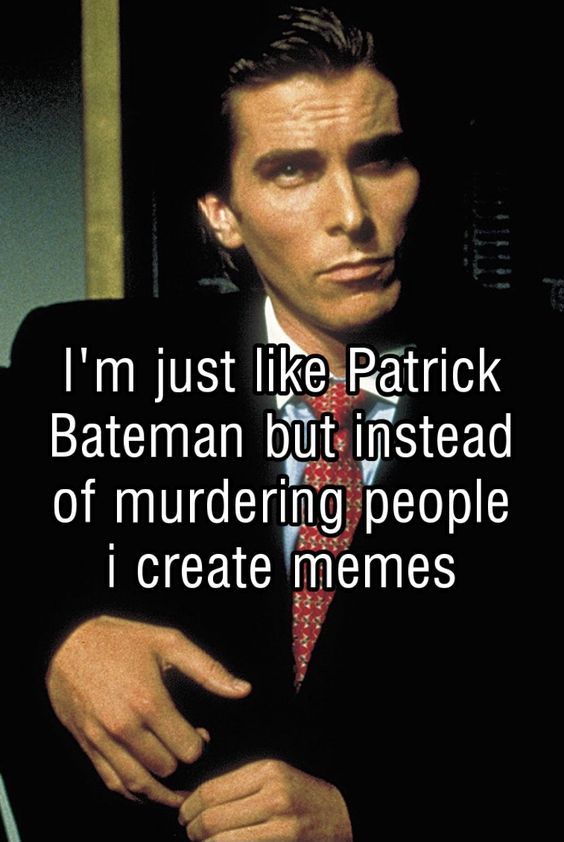 I'm just like Patrick
Bateman but instead
of murdering people
i create memes